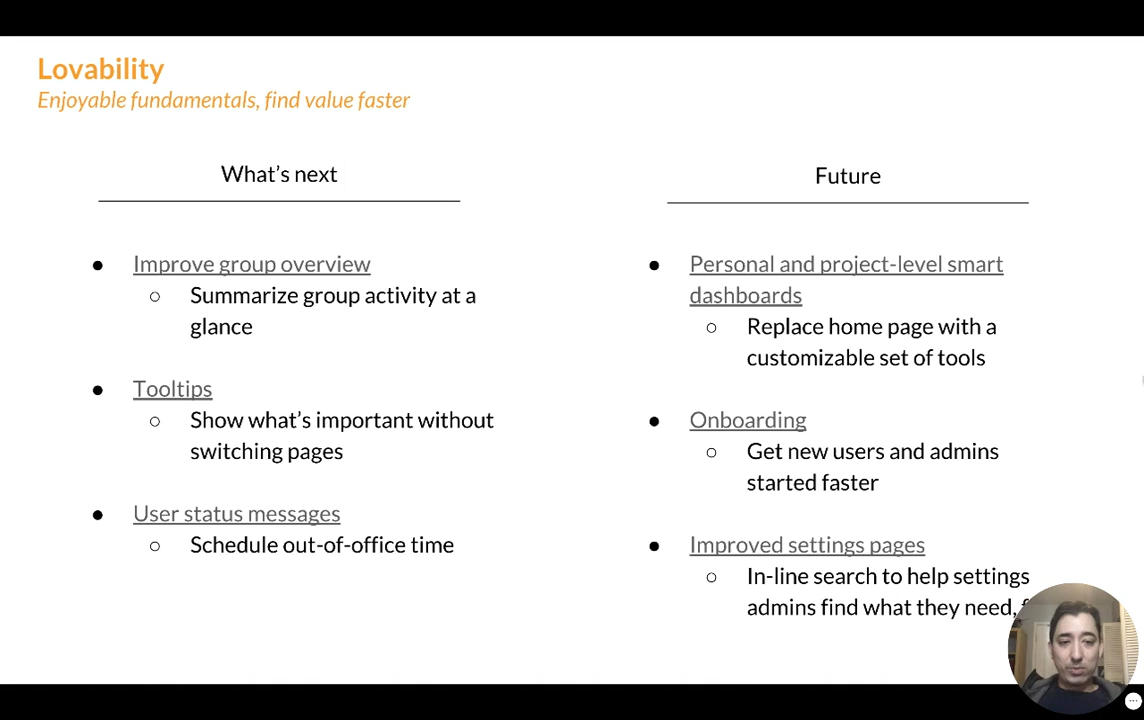 Lovability
Enjoyable fundamentals, find value faster
What's next
Improve group overview
Summarize group activity at a
glance
Tooltips
Show what's important without
switching pages
User status messages
Schedule out-of-office time
Future
Personal and project-level smart
dashboards
Replace home page with a
customizable set of tools
Onboarding
Get new users and admins
started faster
Improved settings pages
In-line search to help settings
admins find what they need,